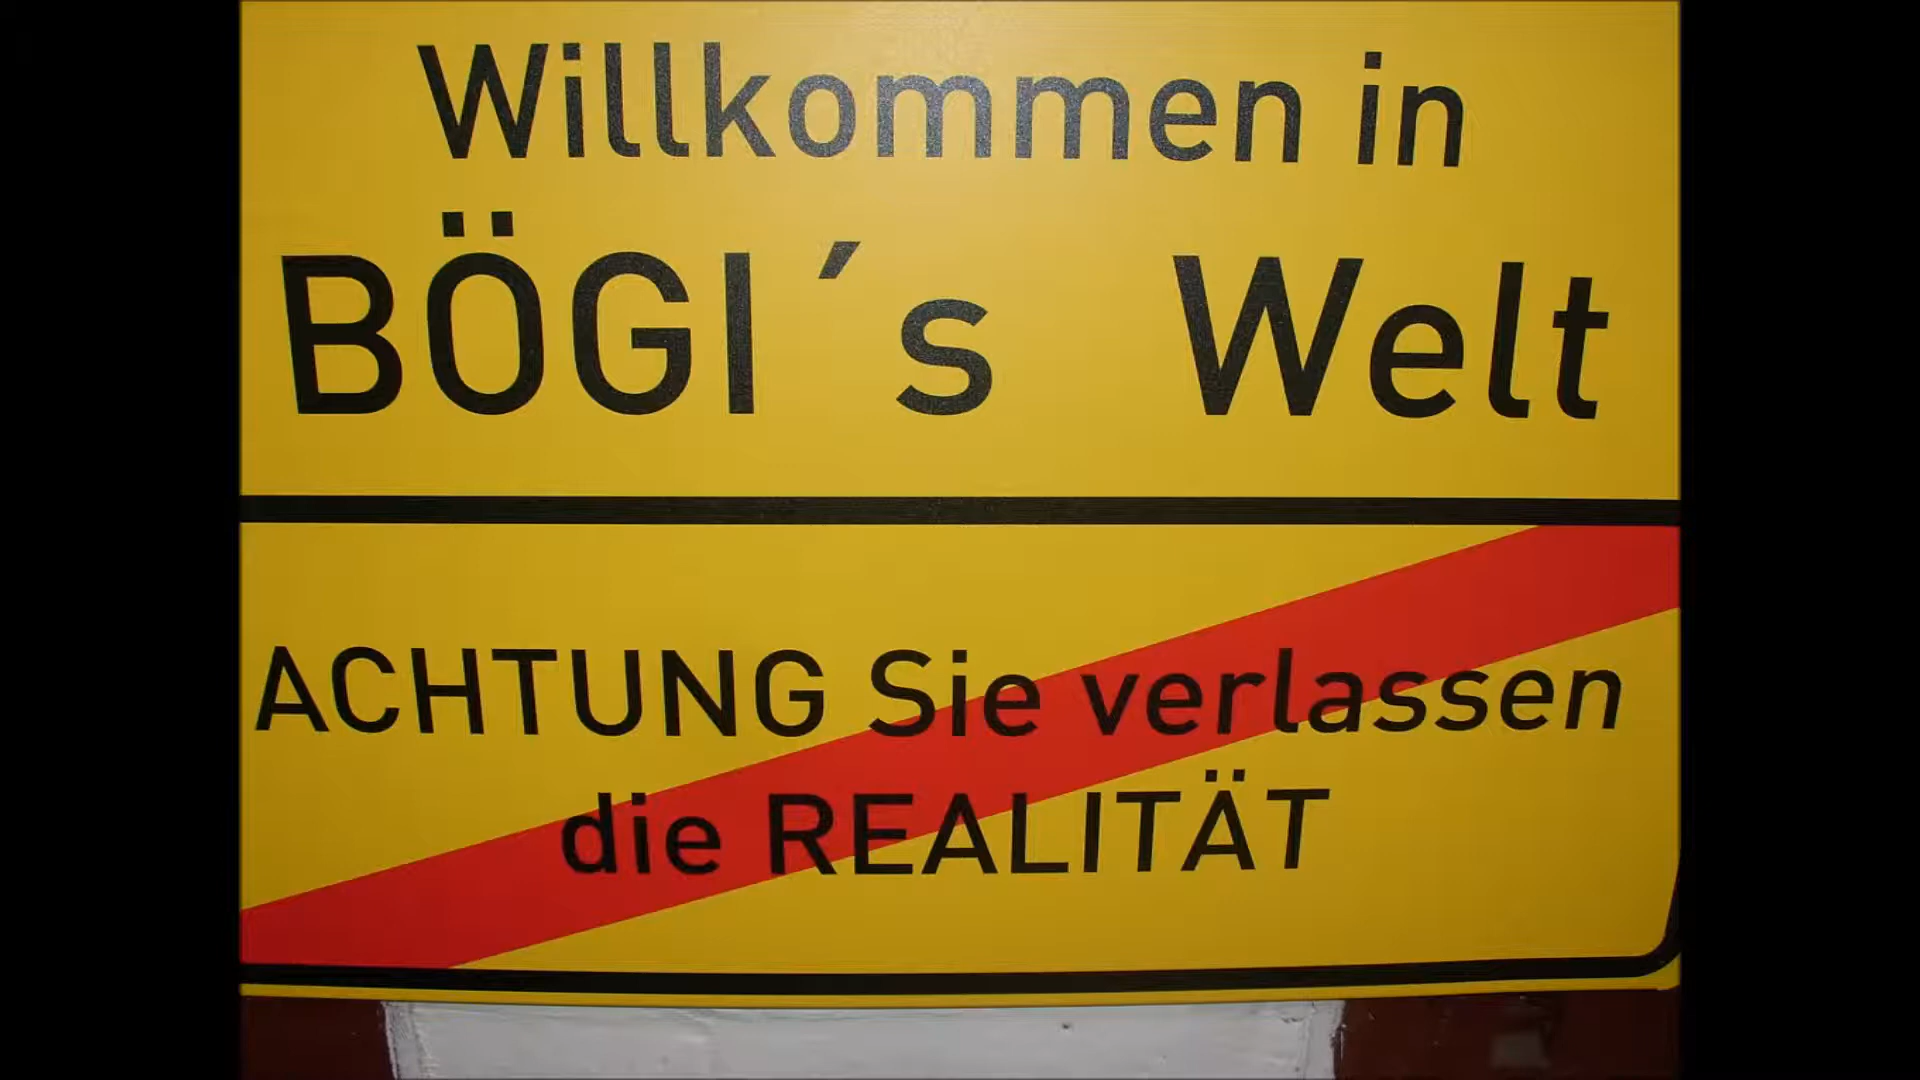 Willkommen in
BÖGI´s Welt
ACHTUNG Sie verlassen
die REALITÄT